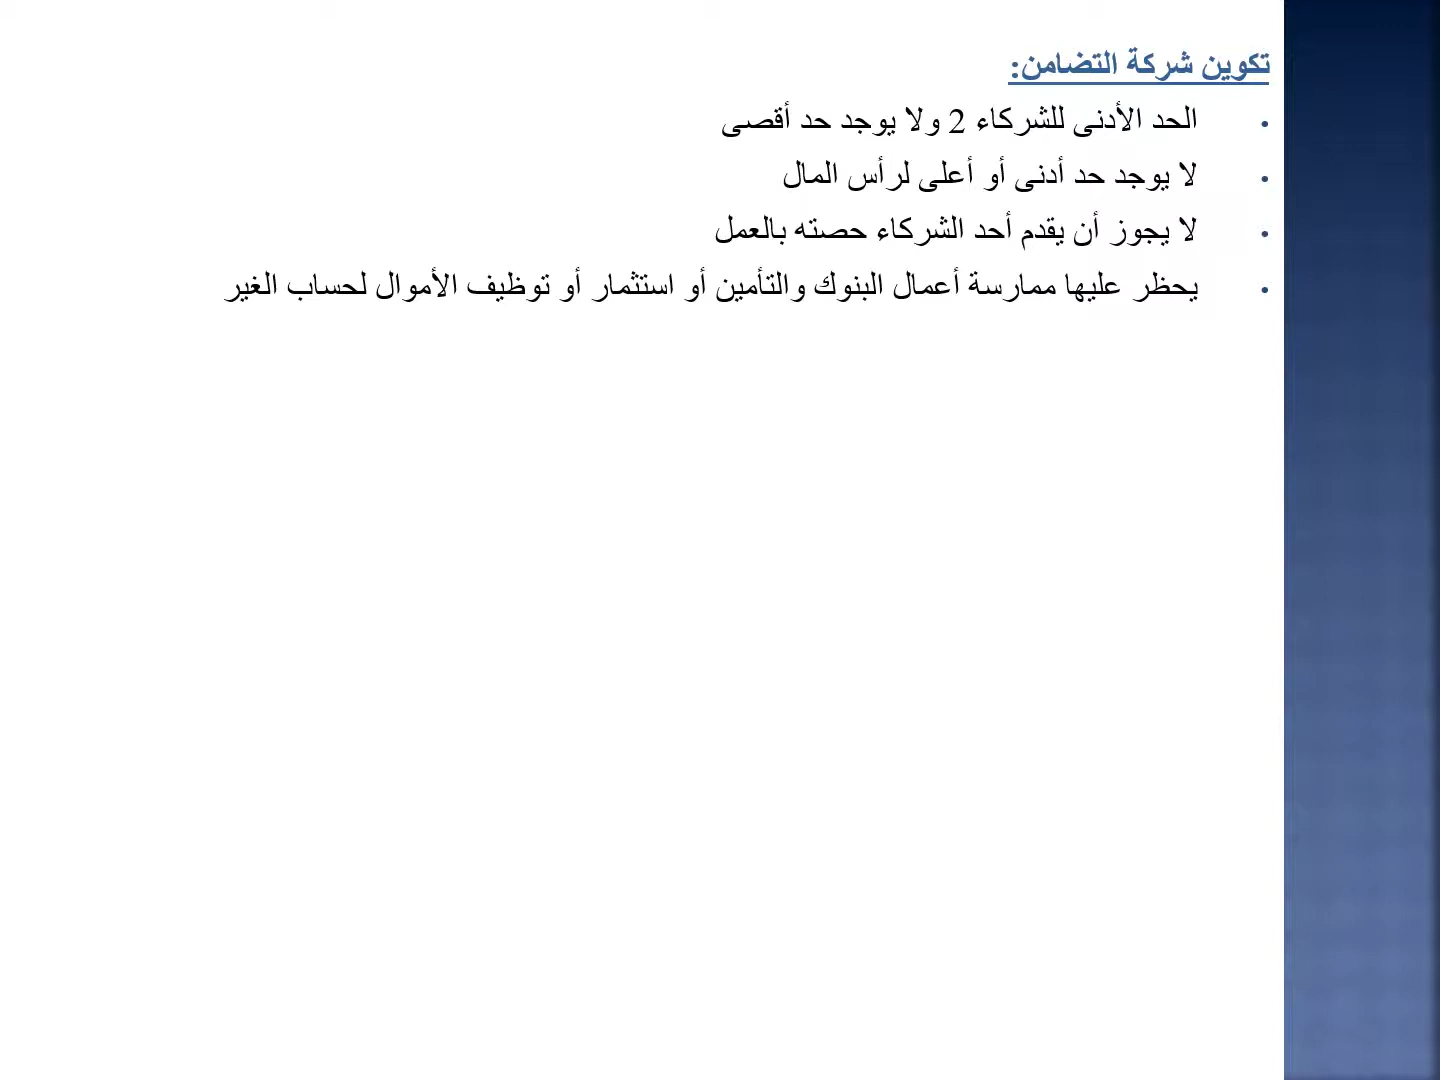 تكوين شركة التضامن:
• الحد الأدنى للشركاء 2 ولا يوجد حد أقصى
• لا يوجد حد أدنى أو أعلى لرأس المال
• لا يجوز أن يقدم أحد الشركاء حصته بالعمل
• يحظر عليها ممارسة أعمال البنوك والتأمين أو استثمار أو توظيف الأموال لحساب الغير